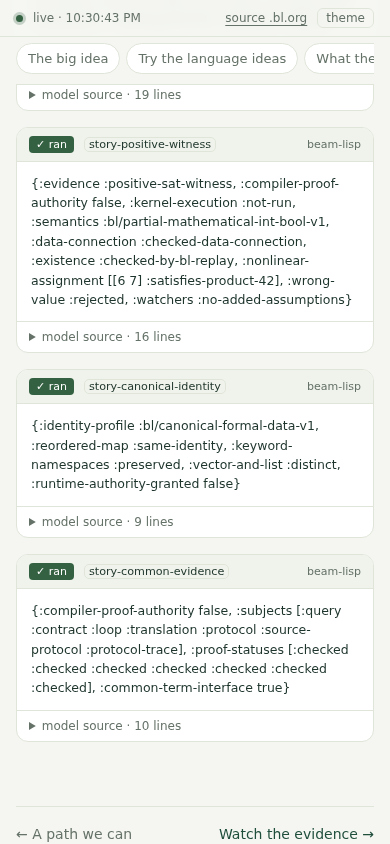 live · 10:30:43 PM source .bl.org theme
The big idea Try the language ideas What the
▶ model source · 19 lines
✓ ran story-positive-witness beam-lisp
{:evidence :positive-sat-witness, :compiler-proof-
authority false, :kernel-execution :not-run,
:semantics :bl/partial-mathematical-int-bool-v1,
:data-connection :checked-data-connection,
:existence :checked-by-bl-replay, :nonlinear-
assignment [[6 7] :satisfies-product-42], :wrong-
value :rejected, :watchers :no-added-assumptions}
▶ model source · 16 lines
✓ ran story-canonical-identity beam-lisp
{:identity-profile :bl/canonical-formal-data-v1,
:reordered-map :same-identity, :keyword-
namespaces :preserved, :vector-and-list :distinct,
:runtime-authority-granted false}
▶ model source · 9 lines
✓ ran story-common-evidence beam-lisp
{:compiler-proof-authority false, :subjects [:query
:contract :loop :translation :protocol :source-
protocol :protocol-trace], :proof-statuses [:checked
:checked :checked :checked :checked :checked
:checked], :common-term-interface true}
▶ model source · 10 lines
← A path we can Watch the evidence →